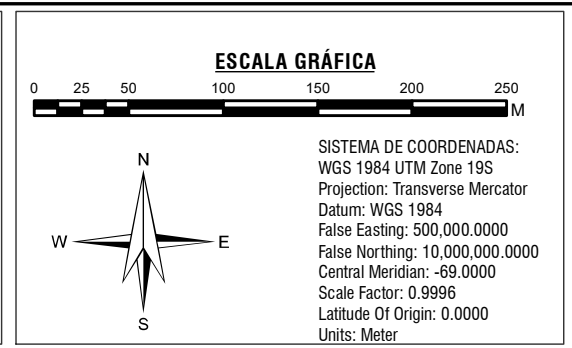 ESCALA GRÁFICA
0 25 50 100 150 200 250
M
N
W E
S
SISTEMA DE COORDENADAS:
WGS 1984 UTM Zone 19S
Projection: Transverse Mercator
Datum: WGS 1984
False Easting: 500,000.0000
False Northing: 10,000,000.0000
Central Meridian: -69.0000
Scale Factor: 0.9996
Latitude Of Origin: 0.0000
Units: Meter